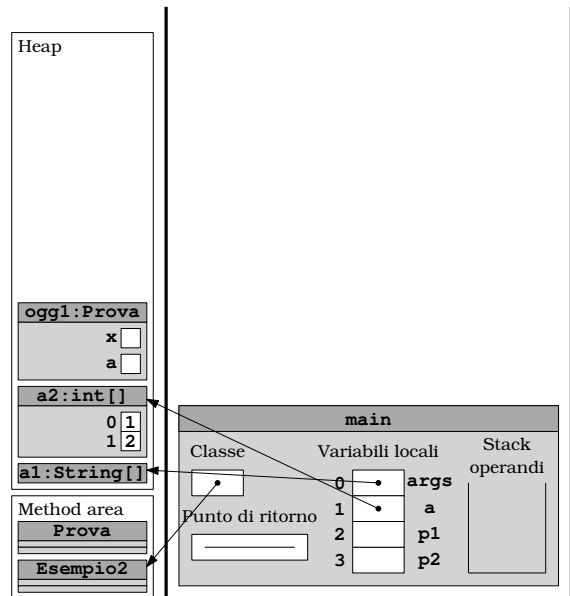 Heap
ogg1:Prova
x
a
a2:int[]
0 1
1 2
a1:String[]
Method area
Prova
Esempio2
main
Classe
Punto di ritorno
Variabili locali
0 args
1 a
2 p1
3 p2
Stack
operandi